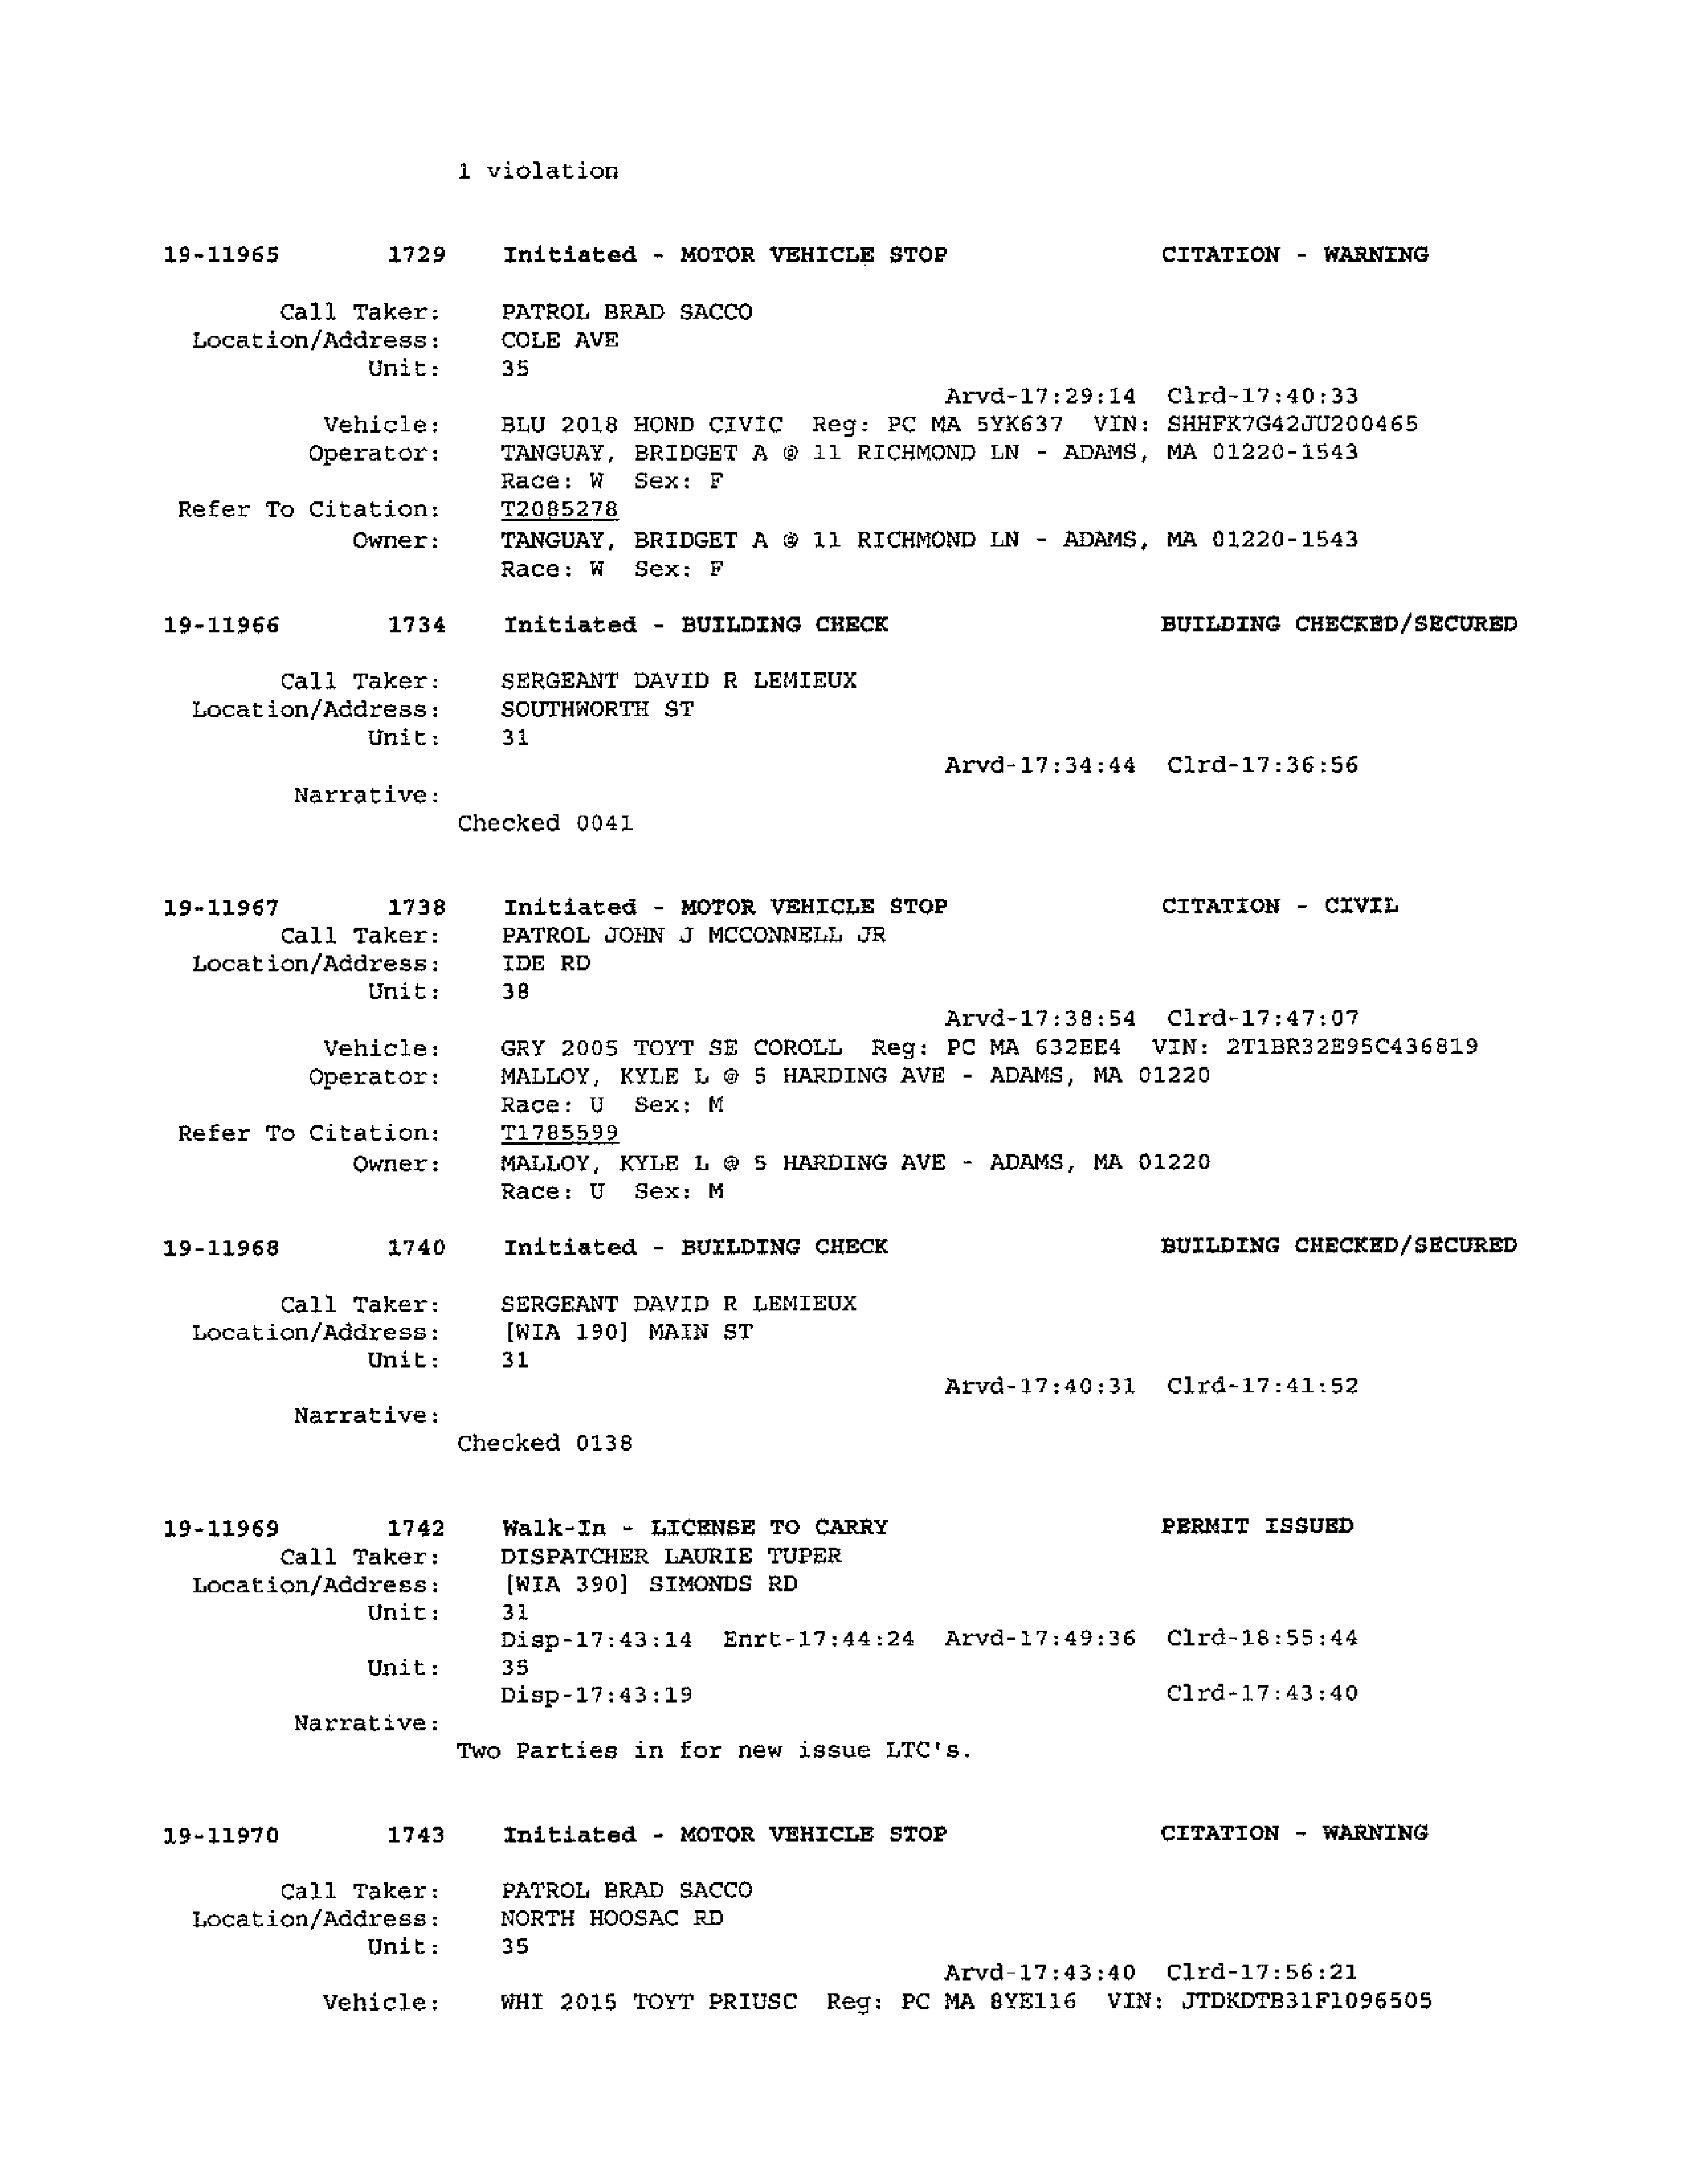 1 violation
19-11965 1729 Initiated - MOTOR VEHICLE STOP CITATION - WARNING
Call Taker: PATROL BRAD SACCO
Location/Address: COLE AVE
Unit: 35
Arvd-17:29:14 Clrd-17:40:33
Vehicle: BLU 2018 HOND CIVIC Reg: PC MA 5YK637 VIN: SHHFK7G42JU200465
Operator: TANGUAY, BRIDGET A @ 11 RICHMOND LN - ADAMS, MA 01220-1543
Race: W Sex: F
Refer To Citation: T2085278
Owner: TANGUAY, BRIDGET A @ 11 RICHMOND LN - ADAMS, MA 01220-1543
Race: W Sex: F
19-11966 1734 Initiated - BUILDING CHECK BUILDING CHECKED/SECURED
Call Taker: SERGEANT DAVID R LEMIEUX
Location/Address: SOUTHWORTH ST
Unit: 31
Arvd-17:34:44 Clrd-17:36:56
Narrative:
Checked 0041
19-11967 1738 Initiated - MOTOR VEHICLE STOP CITATION - CIVIL
Call Taker: PATROL JOHN J MCCONNELL JR
Location/Address: IDE RD
Unit: 38
Arvd-17:38:54 Clrd-17:47:07
Vehicle: GRY 2005 TOYT SE COROLL Reg: PC MA 632EE4 VIN: 2T1BR32E95C436819
Operator: MALLOY, KYLE L @ 5 HARDING AVE - ADAMS, MA 01220
Race: U Sex: M
Refer To Citation: T1785599
Owner: MALLOY, KYLE L @ 5 HARDING AVE - ADAMS, MA 01220
Race: U Sex: M
19-11968 1740 Initiated - BUILDING CHECK BUILDING CHECKED/SECURED
Call Taker: SERGEANT DAVID R LEMIEUX
Location/Address: [WIA 190] MAIN ST
Unit: 31
Arvd-17:40:31 Clrd-17:41:52
Narrative:
Checked 0138
19-11969 1742 Walk-In - LICENSE TO CARRY PERMIT ISSUED
Call Taker: DISPATCHER LAURIE TUPER
Location/Address: [WIA 390] SIMONDS RD
Unit: 31
Disp-17:43:14 Enrt-17:44:24 Arvd-17:49:36 Clrd-18:55:44
Unit: 35
Disp-17:43:19 Clrd-17:43:40
Narrative:
Two Parties in for new issue LTC's.
19-11970 1743 Initiated - MOTOR VEHICLE STOP CITATION - WARNING
Call Taker: PATROL BRAD SACCO
Location/Address: NORTH HOOSAC RD
Unit: 35
Arvd-17:43:40 Clrd-17:56:21
Vehicle: WHI 2015 TOYT PRIUSC Reg: PC MA 8YE116 VIN: JTDKDTB31F1096505